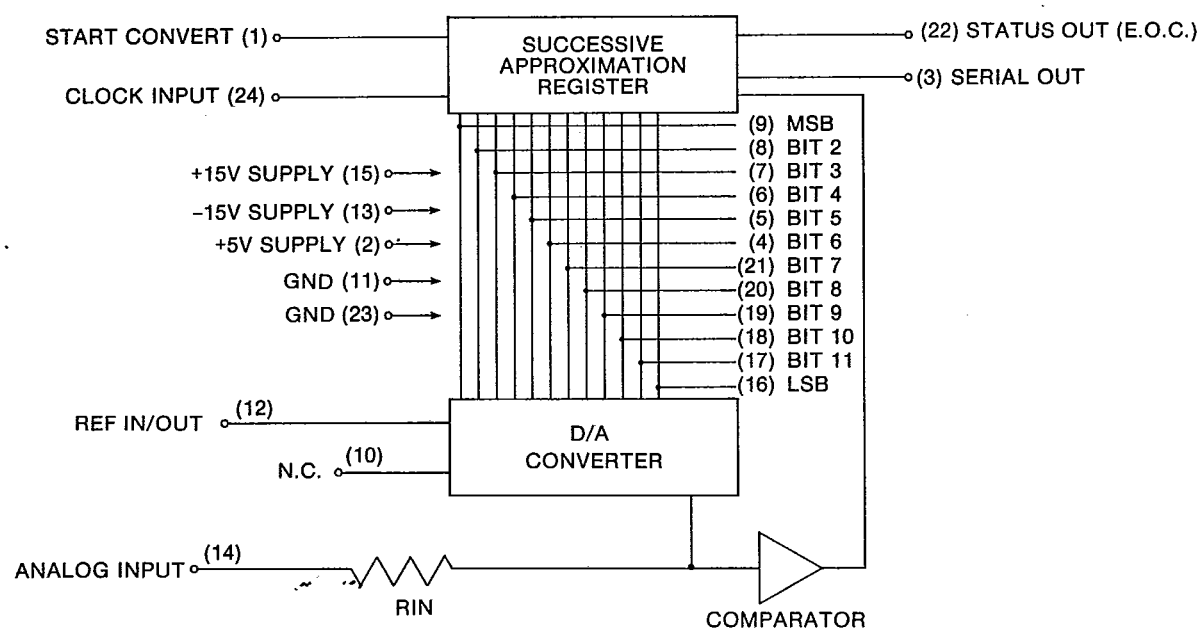 START CONVERT (1)
CLOCK INPUT (24)
SUCCESSIVE
APPROXIMATION
REGISTER
(22) STATUS OUT (E.O.C.)
(3) SERIAL OUT
(9) MSB
(8) BIT 2
(7) BIT 3
(6) BIT 4
(5) BIT 5
(4) BIT 6
(21) BIT 7
(20) BIT 8
(19) BIT 9
(18) BIT 10
(17) BIT 11
(16) LSB
+15V SUPPLY (15)
–15V SUPPLY (13)
+5V SUPPLY (2)
GND (11)
GND (23)
REF IN/OUT (12)
N.C. (10)
D/A
CONVERTER
ANALOG INPUT (14)
RIN
COMPARATOR